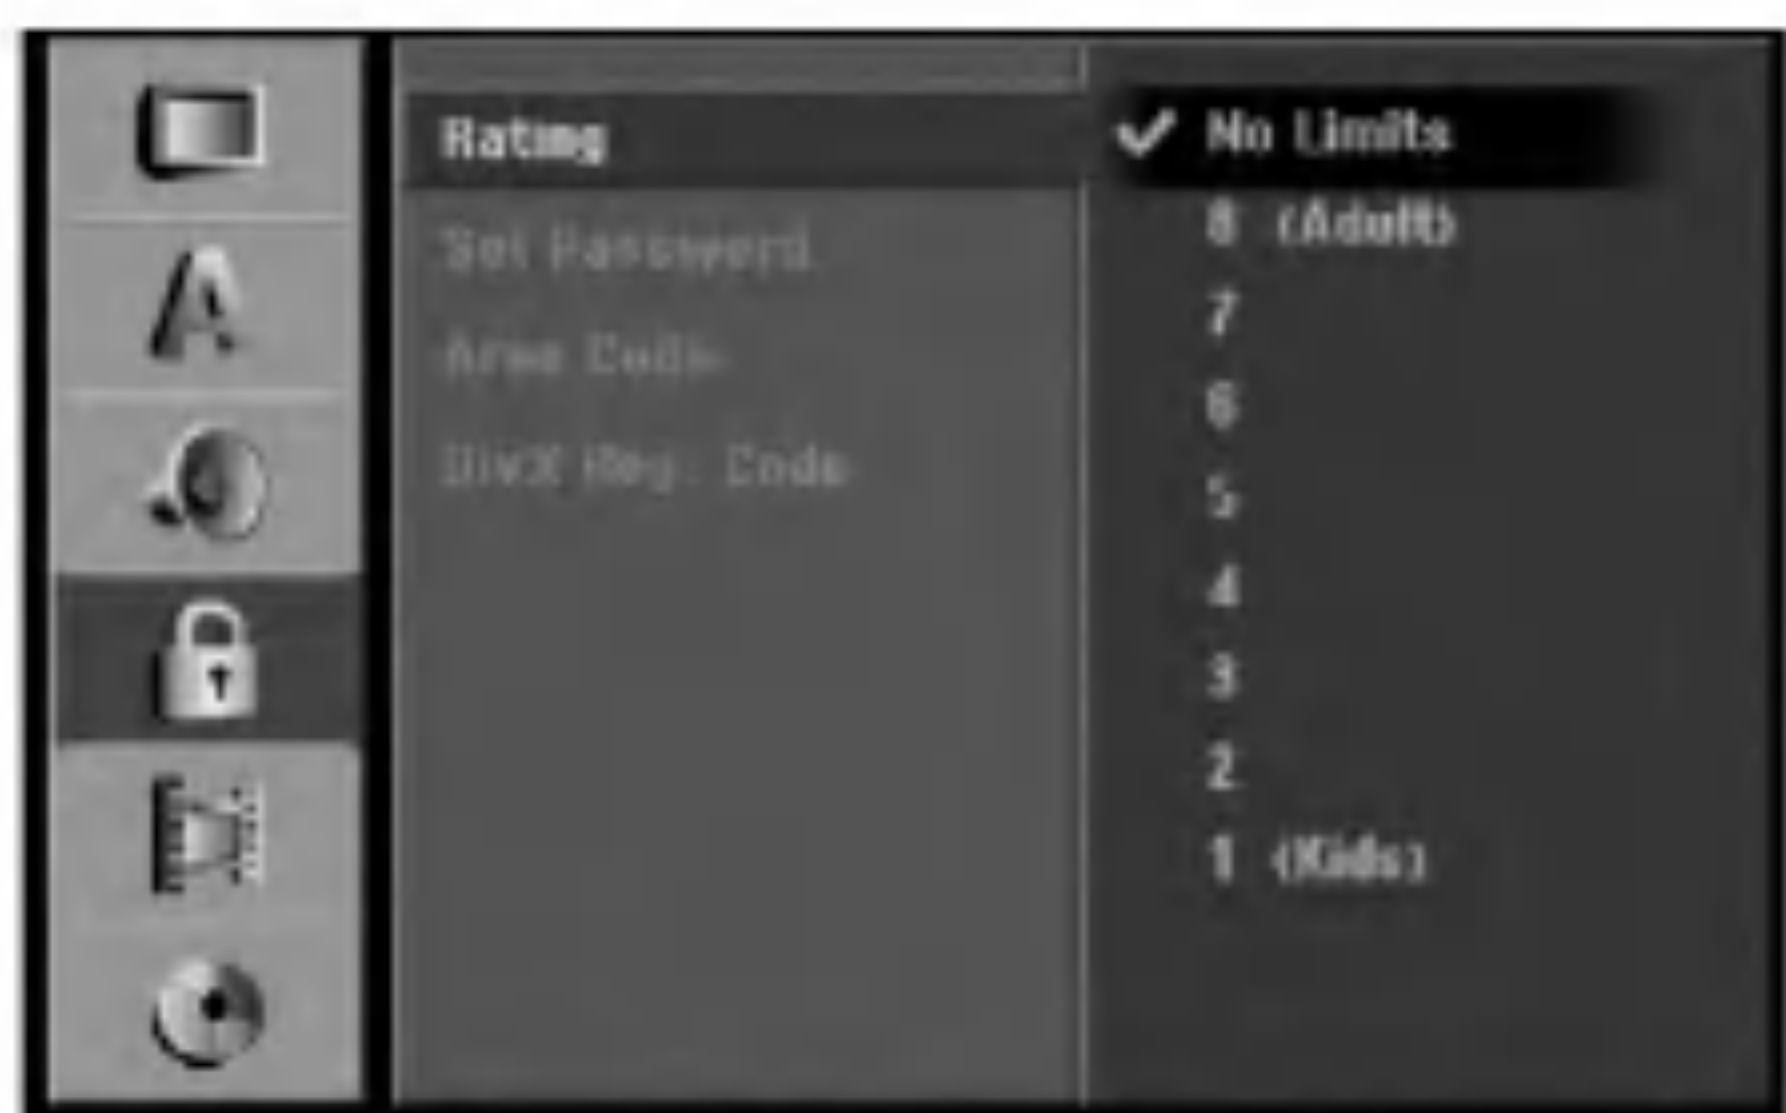 Rating
Set Password
Area Code
DivX Reg. Code
No Limits
8 (Adult)
7
6
5
4
3
2
1 (Kids)